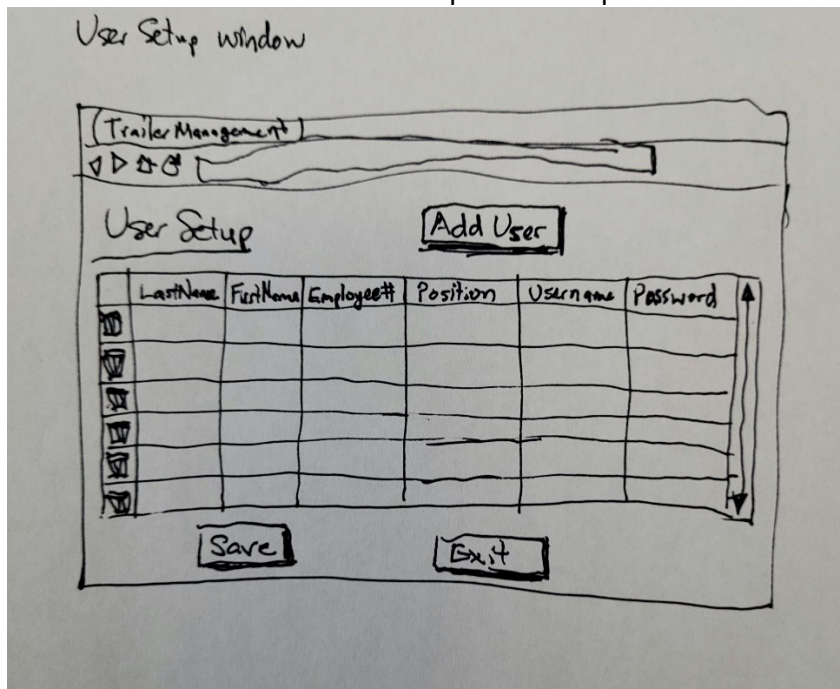 User Setup window
Trailer Management
User Setup
Add User
LastName FirstName Employee# Position Username Password
Save
Exit